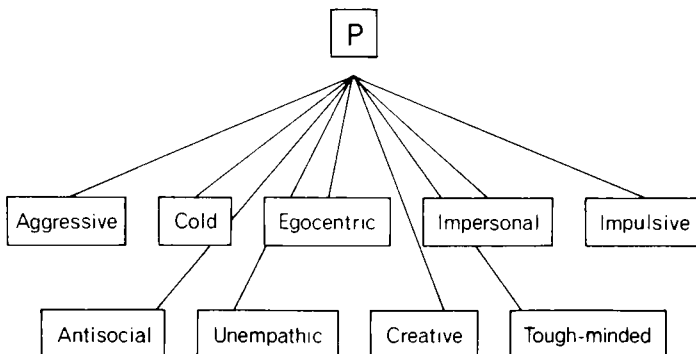 P
Aggressive Cold Egocentric Impersonal Impulsive
Antisocial Unempathic Creative Tough-minded